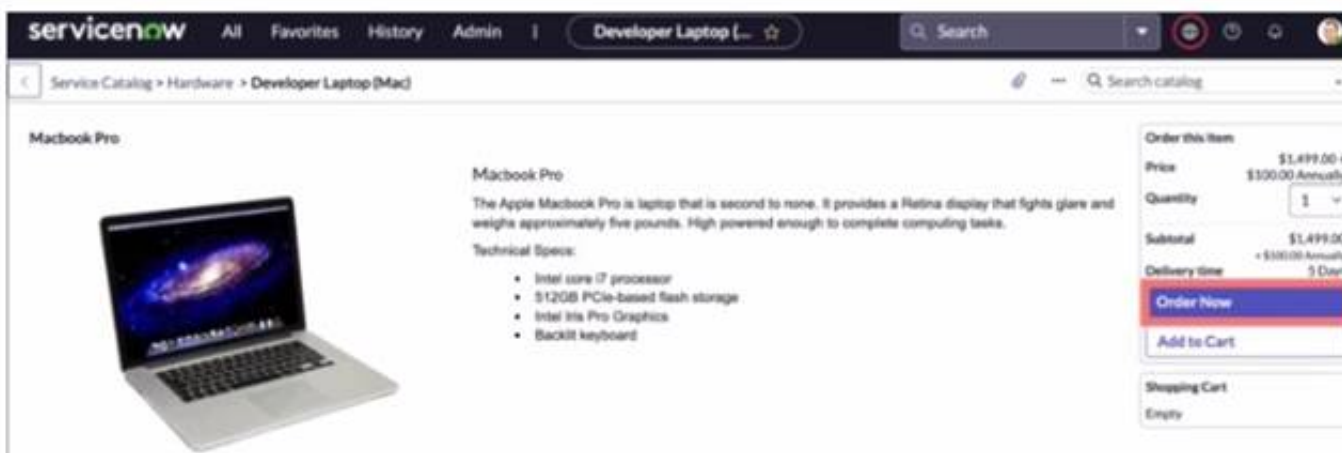 servicenow All Favorites History Admin Developer Laptop (... Search
Service Catalog > Hardware > Developer Laptop (Mac) Search catalog
Macbook Pro
Macbook Pro
The Apple Macbook Pro is laptop that is second to none. It provides a Retina display that fights glare and
weighs approximately five pounds. High powered enough to complete computing tasks.
Technical Specs:
• Intel core i7 processor
• 512GB PCIe-based flash storage
• Intel Iris Pro Graphics
• Backlit keyboard
Order this Item
Price $1,499.00 +
$100.00 Annually
Quantity 1
Subtotal $1,499.00
+ $100.00 Annually
Delivery time 5 Days
Order Now
Add to Cart
Shopping Cart
Empty